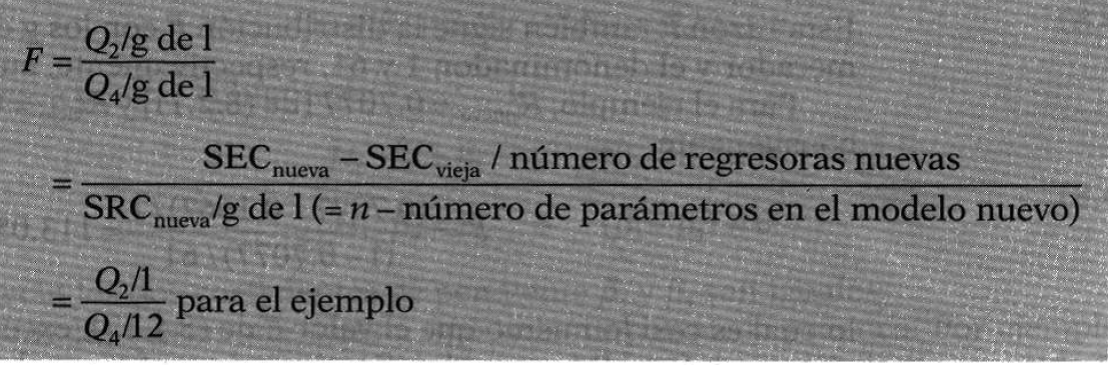 F = Q₂/g de l
Q₄/g de l
= SEC_nueva – SEC_vieja / número de regresoras nuevas
SRC_nueva/g de l (= n – número de parámetros en el modelo nuevo)
= Q₂/1
Q₄/12 para el ejemplo